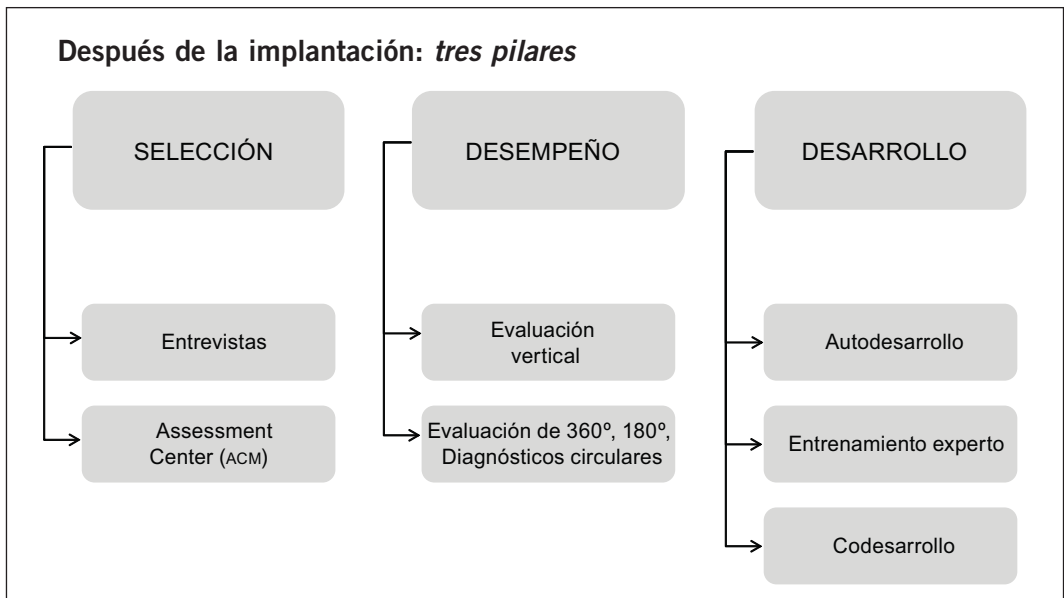 Después de la implantación: tres pilares
SELECCIÓN
Entrevistas
Assessment
Center (ACM)
DESEMPEÑO
Evaluación
vertical
Evaluación de 360º, 180º,
Diagnósticos circulares
DESARROLLO
Autodesarrollo
Entrenamiento experto
Codesarrollo